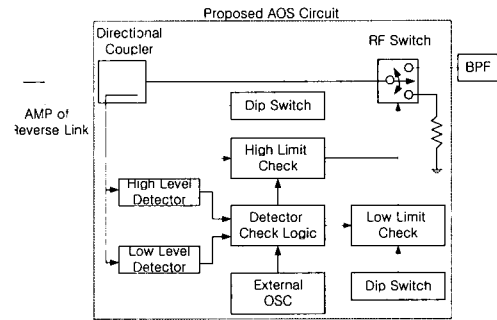 Proposed AOS Circuit
Directional
Coupler
RF Switch
BPF
AMP of
Reverse Link
Dip Switch
High Limit
Check
High Level
Detector
Detector
Check Logic
Low Limit
Check
Low Level
Detector
External
OSC
Dip Switch